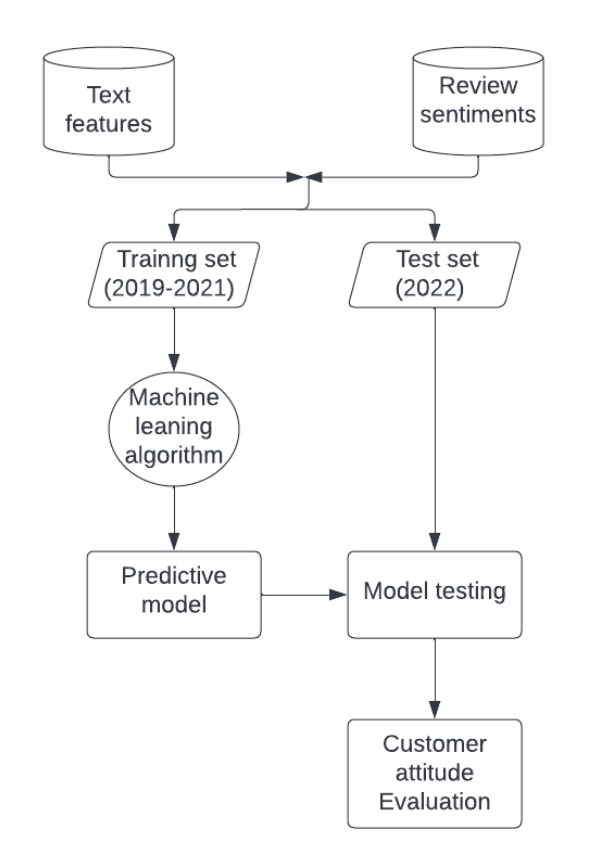 Text
features
Review
sentiments
Trainng set
(2019-2021)
Test set
(2022)
Machine
leaning
algorithm
Predictive
model
Model testing
Customer
attitude
Evaluation